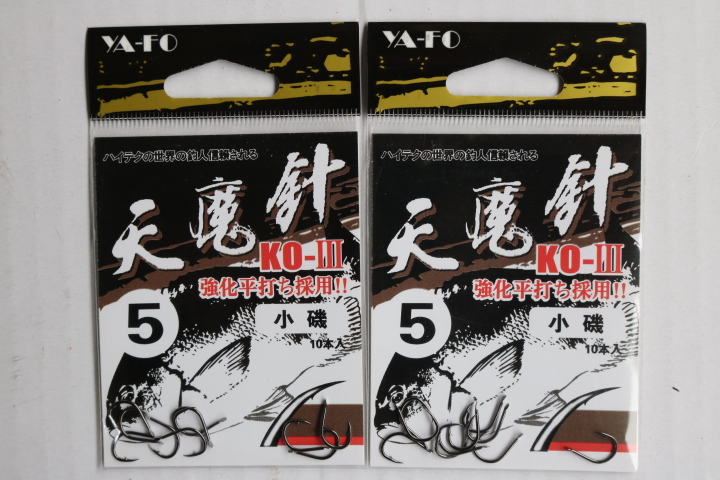 YA-FO
ハイテクの世界の釣人信頼される
天魔針
KO-III
強化平打ち採用!!
5
小磯
10本入
YA-FO
ハイテクの世界の釣人信頼される
天魔針
KO-III
強化平打ち採用!!
5
小磯
10本入